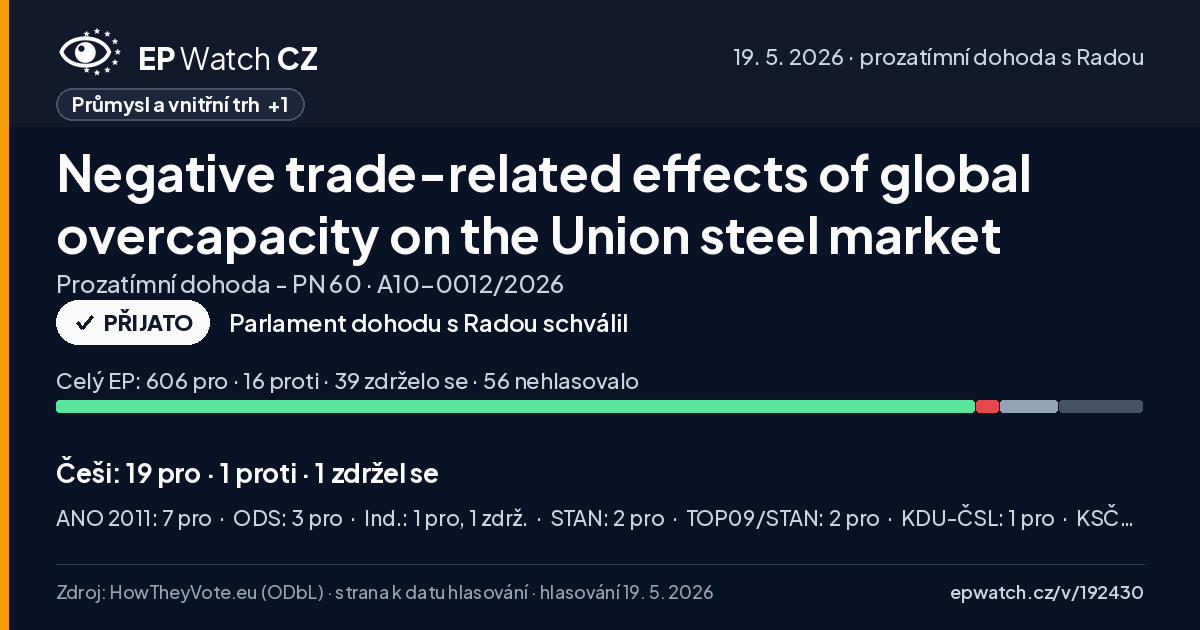 EP Watch CZ
19. 5. 2026 · prozatímní dohoda s Radou
Průmysl a vnitřní trh +1
Negative trade-related effects of global
overcapacity on the Union steel market
Prozatímní dohoda - PN 60 · A10-0012/2026
✓ PŘIJATO Parlament dohodu s Radou schválil
Celý EP: 606 pro · 16 proti · 39 zdrželo se · 56 nehlasovalo
Češi: 19 pro · 1 proti · 1 zdržel se
ANO 2011: 7 pro · ODS: 3 pro · Ind.: 1 pro, 1 zdrž. · STAN: 2 pro · TOP09/STAN: 2 pro · KDU-ČSL: 1 pro · KSČ…
Zdroj: HowTheyVote.eu (ODbL) · strana k datu hlasování · hlasování 19. 5. 2026
epwatch.cz/v/192430